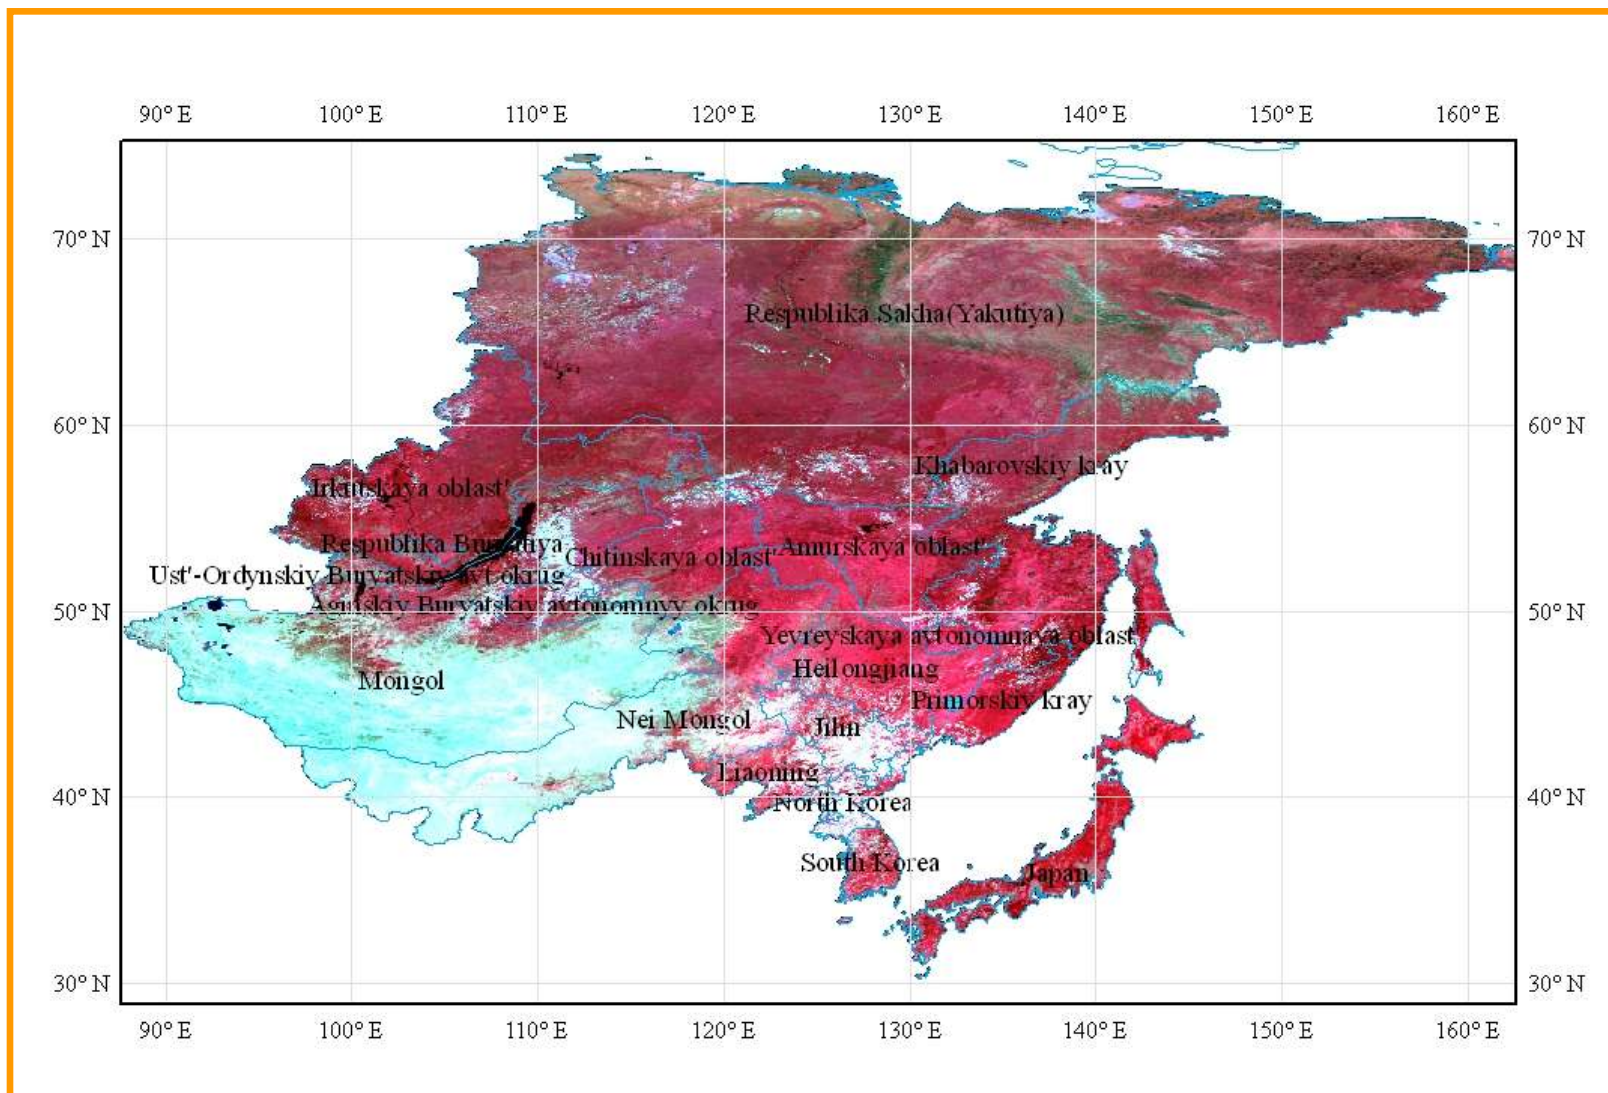 90° E 100° E 110° E 120° E 130° E 140° E 150° E 160° E
70° N 70° N
Respublika Sakha(Yakutiya)
60° N 60° N
Khabarovskiy kray
Irkutskaya oblast'
Respublika Buryatiya
Chitinskaya oblast' Amurskaya oblast'
Ust'-Ordynskiy Buryatskiy avt okrug
Aginskiy Buryatskiy avtonomnyy okrug
50° N 50° N
Yevreyskaya avtonomnaya oblast'
Heilongjiang
Mongol
Primorskiy kray
Nei Mongol
Jilin
Liaoning
40° N 40° N
North Korea
South Korea
Japan
30° N 30° N
90° E 100° E 110° E 120° E 130° E 140° E 150° E 160° E